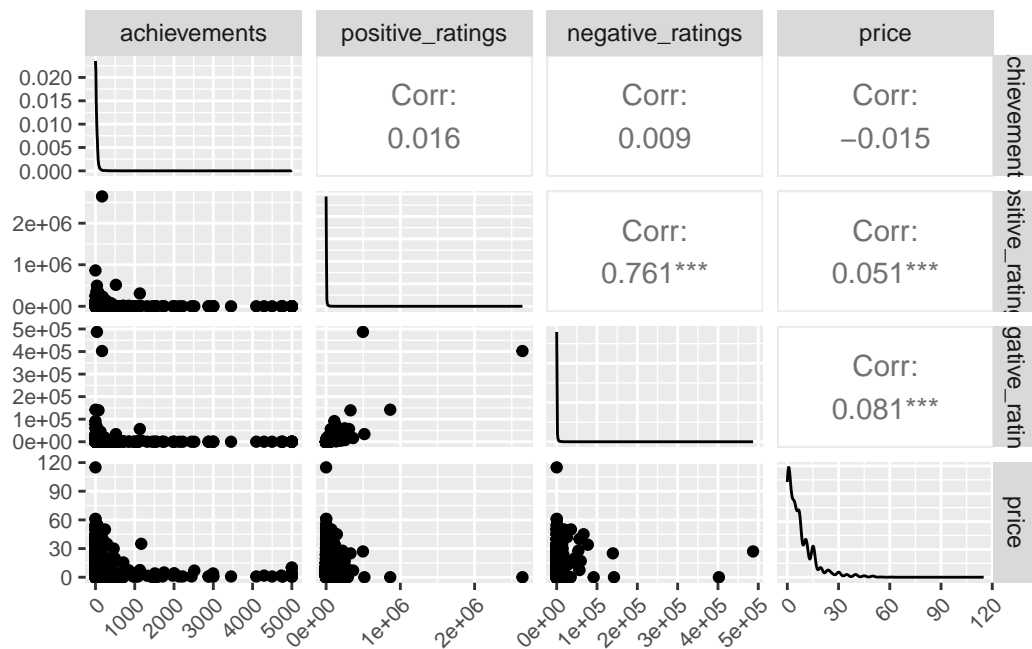 achievements positive_ratings negative_ratings price
0.020
0.015
0.010
0.005
0.000
Corr:
0.016
Corr:
0.009
Corr:
−0.015
chievement
2e+06
1e+06
0e+00
Corr:
0.761***
Corr:
0.051***
sitive_rating
5e+05
4e+05
3e+05
2e+05
1e+05
0e+00
Corr:
0.081***
gative_ratin
120
90
60
30
0
price
0 1000 2000 3000 4000 5000
0e+00 1e+06 2e+06
0e+00 1e+05 2e+05 3e+05 4e+05 5e+05
0 30 60 90 120